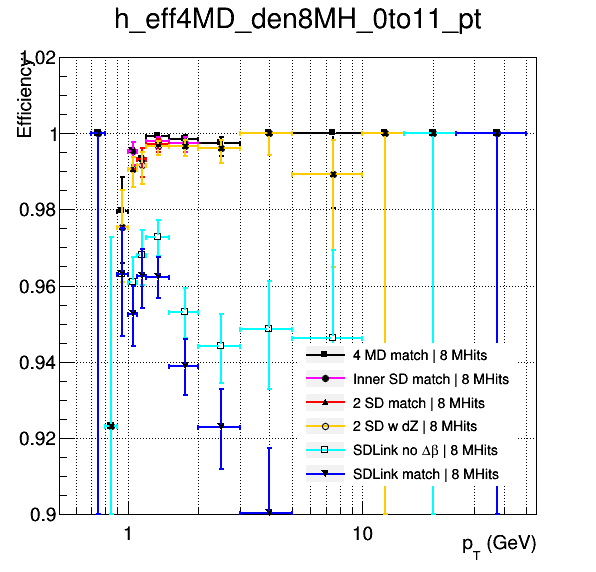 h_eff4MD_den8MH_0to11_pt
Efficiency
1.02
1
0.98
0.96
0.94
0.92
0.9
4 MD match | 8 MHits
Inner SD match | 8 MHits
2 SD match | 8 MHits
2 SD w dZ | 8 MHits
SDLink no Δβ | 8 MHits
SDLink match | 8 MHits
1
10
p_T (GeV)